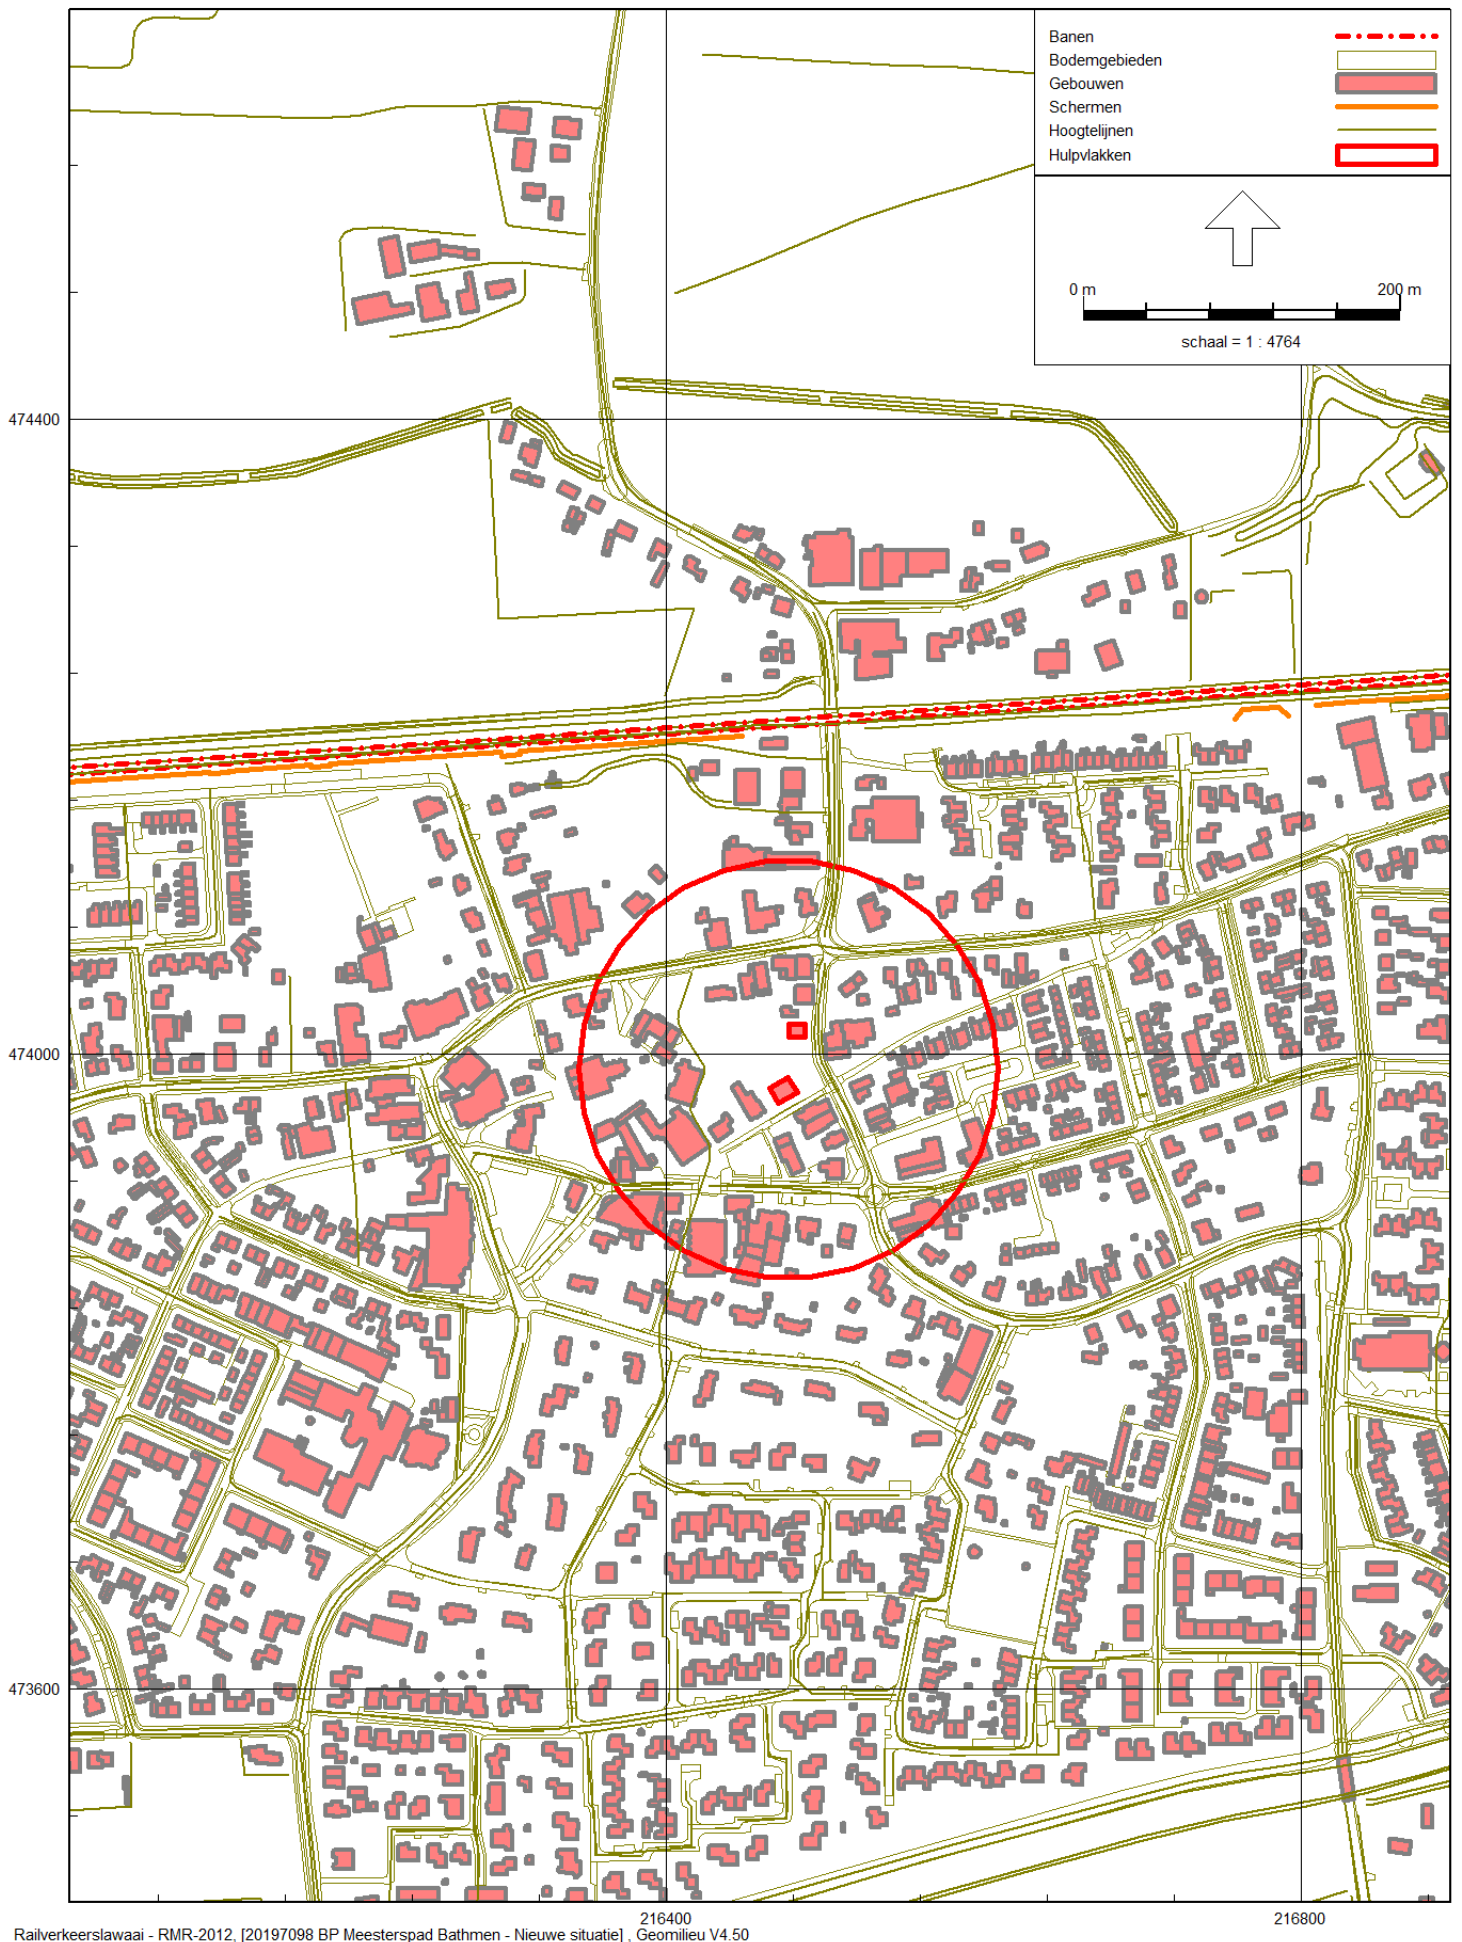 Banen
Bodemgebieden
Gebouwen
Schermen
Hoogtelijnen
Hulpvlakken
0 m 200 m
schaal = 1 : 4764
474400
474000
473600
216400 216800
Railverkeerslawaai - RMR-2012, [20197098 BP Meesterspad Bathmen - Nieuwe situatie] , Geomilieu V4.50